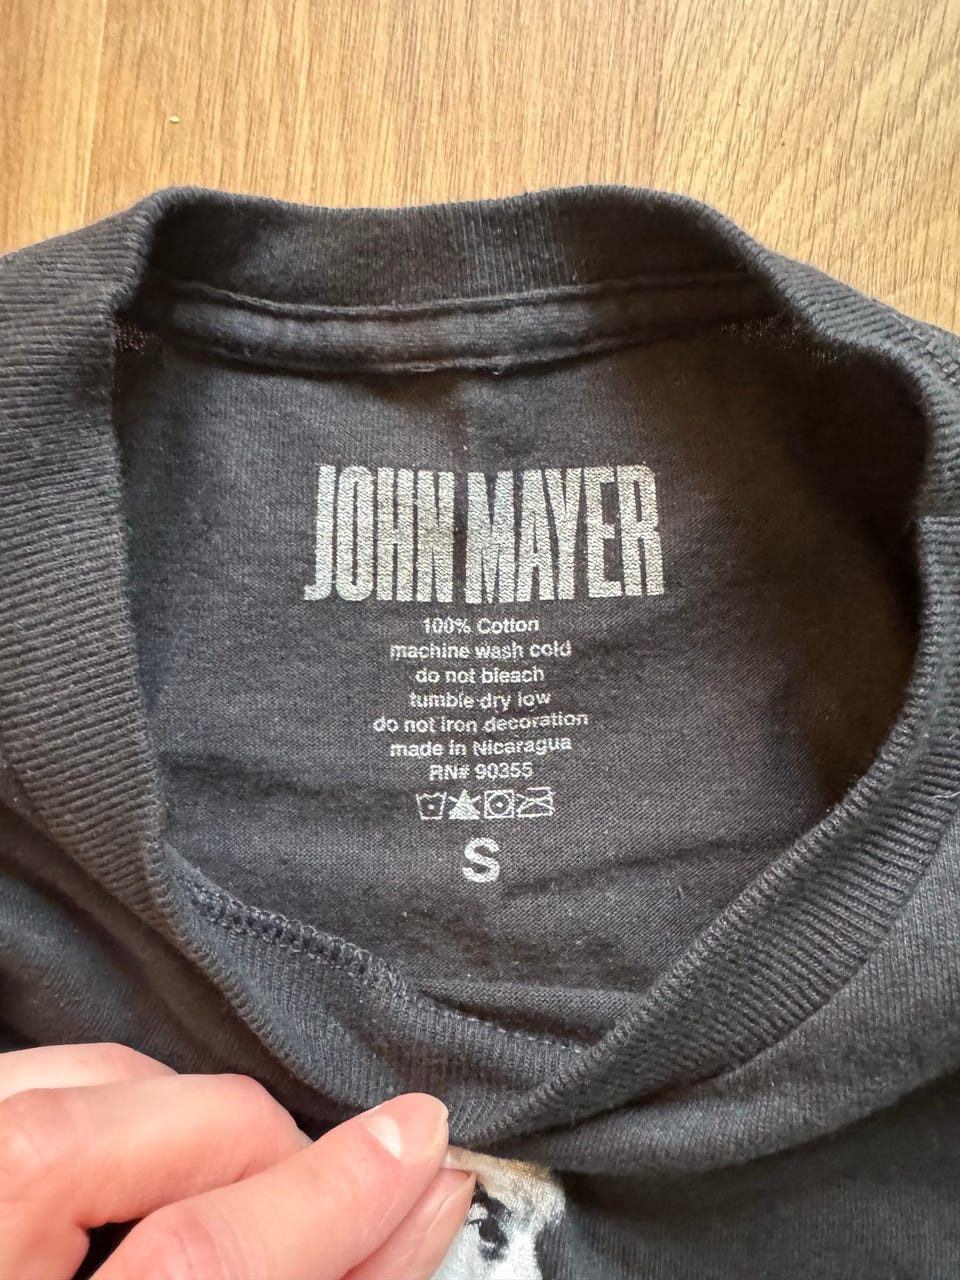 JOHN MAYER
100% Cotton
machine wash cold
do not bleach
tumble dry low
do not iron decoration
made in Nicaragua
RN# 90355
S